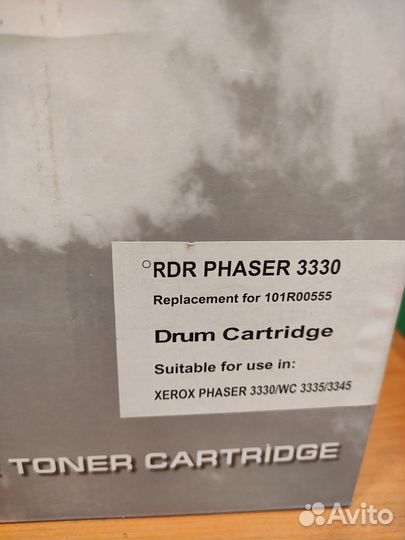 °RDR PHASER 3330
Replacement for 101R00555
Drum Cartridge
Suitable for use in:
XEROX PHASER 3330/WC 3335/3345
TONER CARTRIDGE
Avito